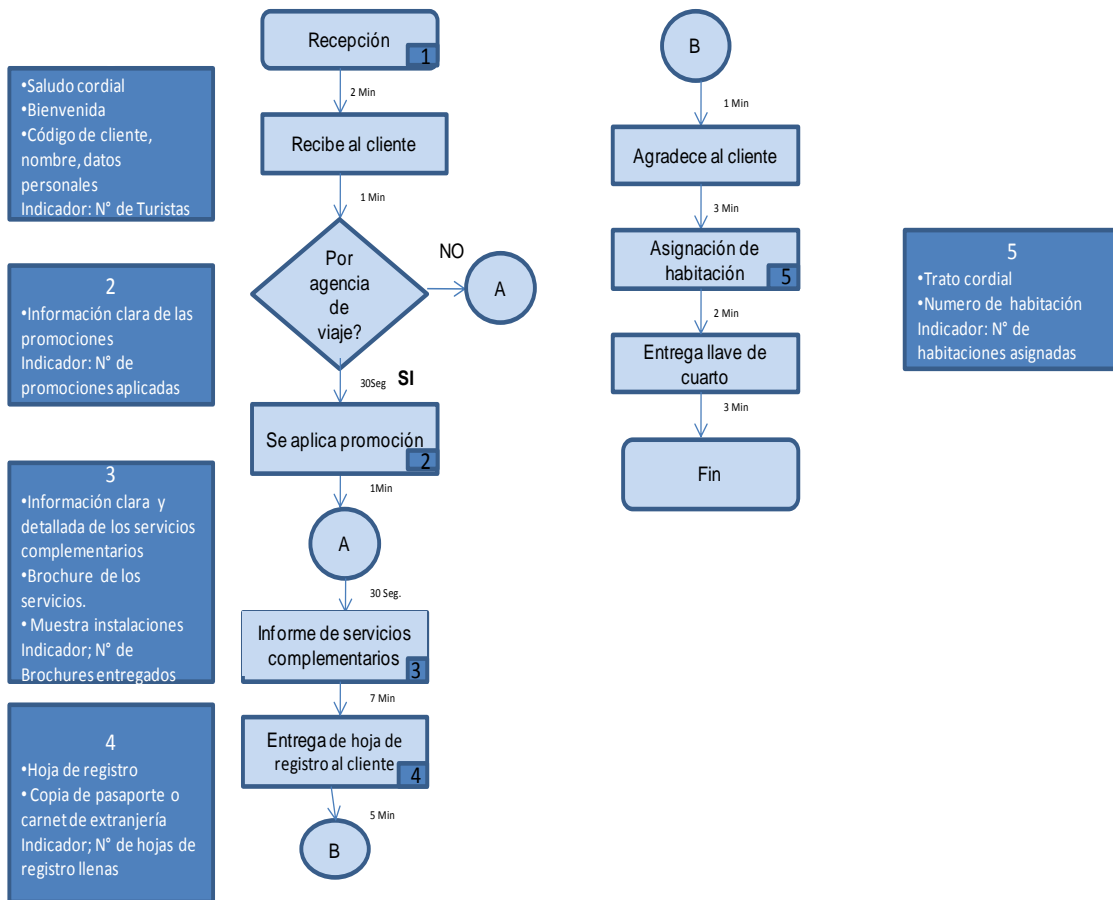 Recepción
1
2 Min
Recibe al cliente
1 Min
Por
agencia
de
viaje?
NO
A
30Seg SI
Se aplica promoción
2
1Min
A
30 Seg.
Informe de servicios
complementarios
3
7 Min
Entrega de hoja de
registro al cliente
4
5 Min
B
•Saludo cordial
•Bienvenida
•Código de cliente,
nombre, datos
personales
Indicador: N° de Turistas
2
•Información clara de las
promociones
Indicador: N° de
promociones aplicadas
3
•Información clara y
detallada de los servicios
complementarios
•Brochure de los
servicios.
• Muestra instalaciones
Indicador; N° de
Brochures entregados
4
•Hoja de registro
• Copia de pasaporte o
carnet de extranjería
Indicador; N° de hojas de
registro llenas
B
1 Min
Agradece al cliente
3 Min
Asignación de
habitación
5
2 Min
Entrega llave de
cuarto
3 Min
Fin
5
•Trato cordial
•Numero de habitación
Indicador: N° de
habitaciones asignadas